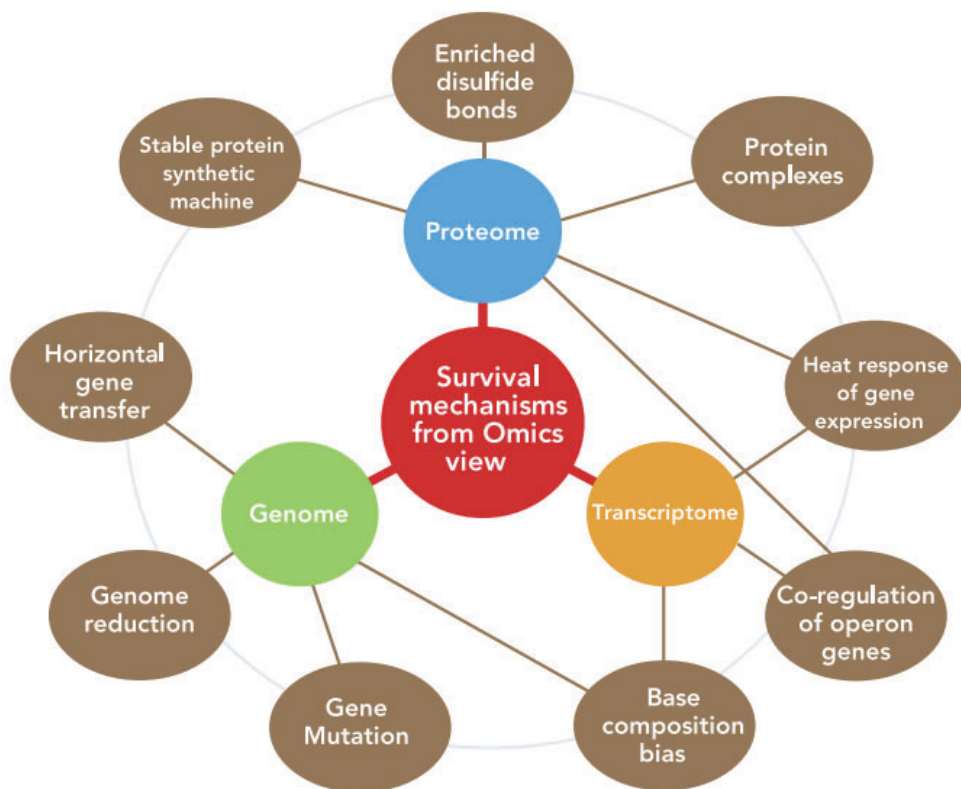 Enriched
disulfide
bonds
Stable protein
synthetic
machine
Protein
complexes
Proteome
Horizontal
gene
transfer
Survival
mechanisms
from Omics
view
Heat response
of gene
expression
Genome
Transcriptome
Genome
reduction
Co-regulation
of operon
genes
Gene
Mutation
Base
composition
bias